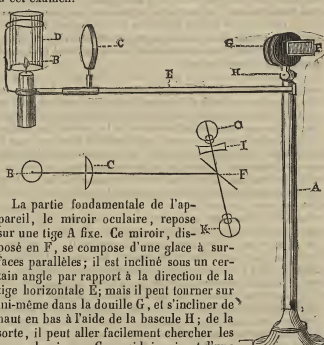 à cet examen.
D
B
C
G
F
H
E
A
O
I
B
C
F
K
La partie fondamentale de l'ap-
pareil, le miroir oculaire, repose
sur une tige A fixe. Ce miroir, dis-
posé en F, se compose d'une glace à sur-
faces parallèles; il est incliné sous un cer-
tain angle par rapport à la direction de la
tige horizontale E; mais il peut tourner sur
lui-même dans la douille G, et s'incliner de
haut en bas à l'aide de la bascule H; de la
sorte, il peut aller facilement chercher les